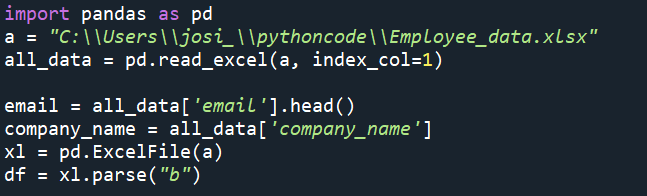 import pandas as pd
a = "C:\\Users\\josi_\\pythoncode\\Employee_data.xlsx"
all_data = pd.read_excel(a, index_col=1)
email = all_data['email'].head()
company_name = all_data['company_name']
xl = pd.ExcelFile(a)
df = xl.parse("b")